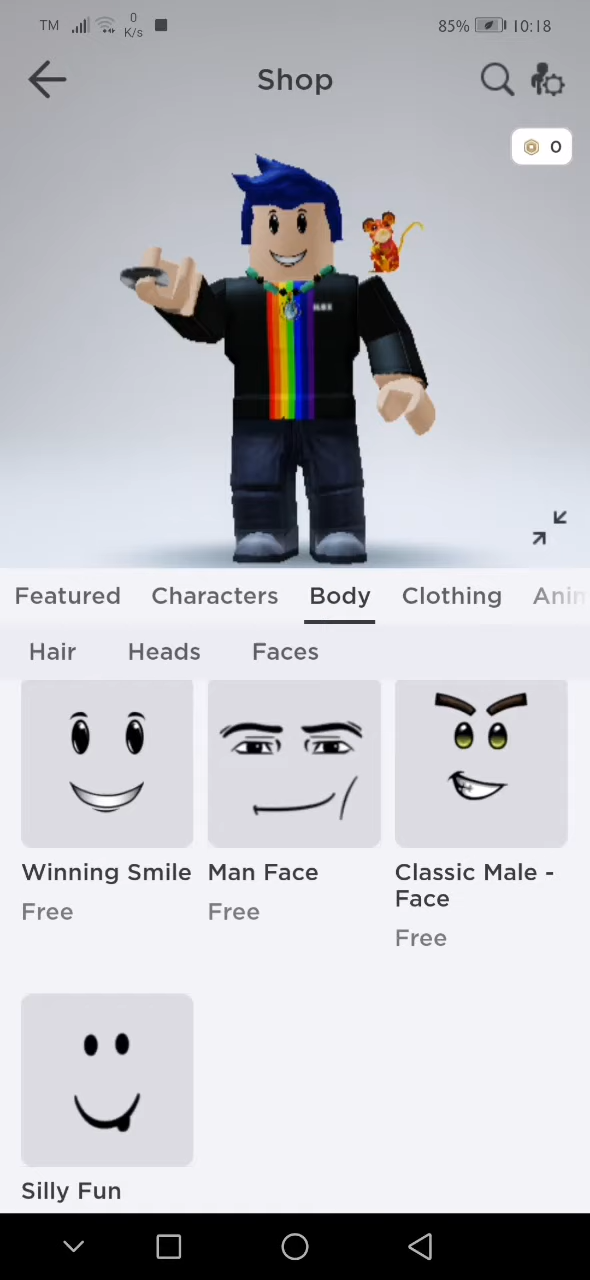 TM 0 K/s 85% 10:18
Shop
0
Featured Characters Body Clothing Anim
Hair Heads Faces
Winning Smile Man Face Classic Male -
Face
Free Free
Free
Silly Fun